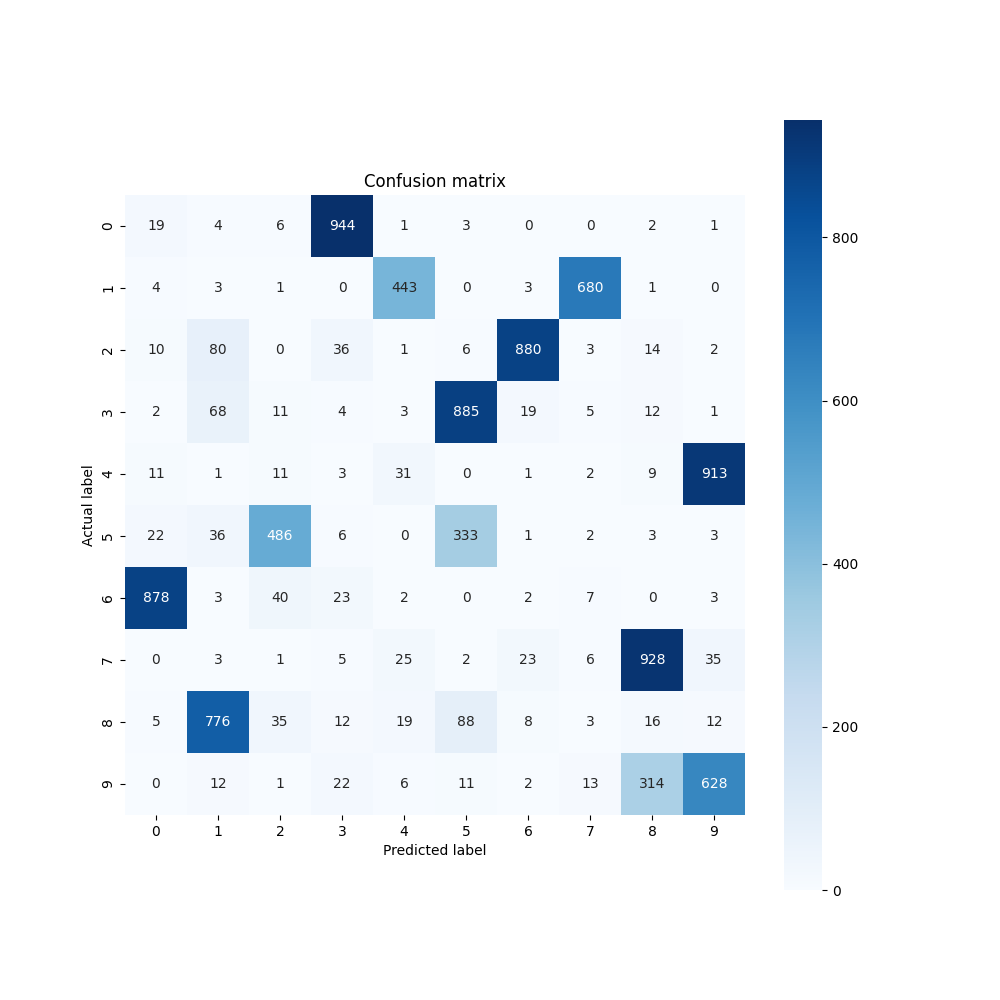 Confusion matrix
0 19 4 6 944 1 3 0 0 2 1
1 4 3 1 0 443 0 3 680 1 0
2 10 80 0 36 1 6 880 3 14 2
3 2 68 11 4 3 885 19 5 12 1
4 11 1 11 3 31 0 1 2 9 913
5 22 36 486 6 0 333 1 2 3 3
6 878 3 40 23 2 0 2 7 0 3
7 0 3 1 5 25 2 23 6 928 35
8 5 776 35 12 19 88 8 3 16 12
9 0 12 1 22 6 11 2 13 314 628
0 1 2 3 4 5 6 7 8 9
Predicted label
Actual label
800
600
400
200
0